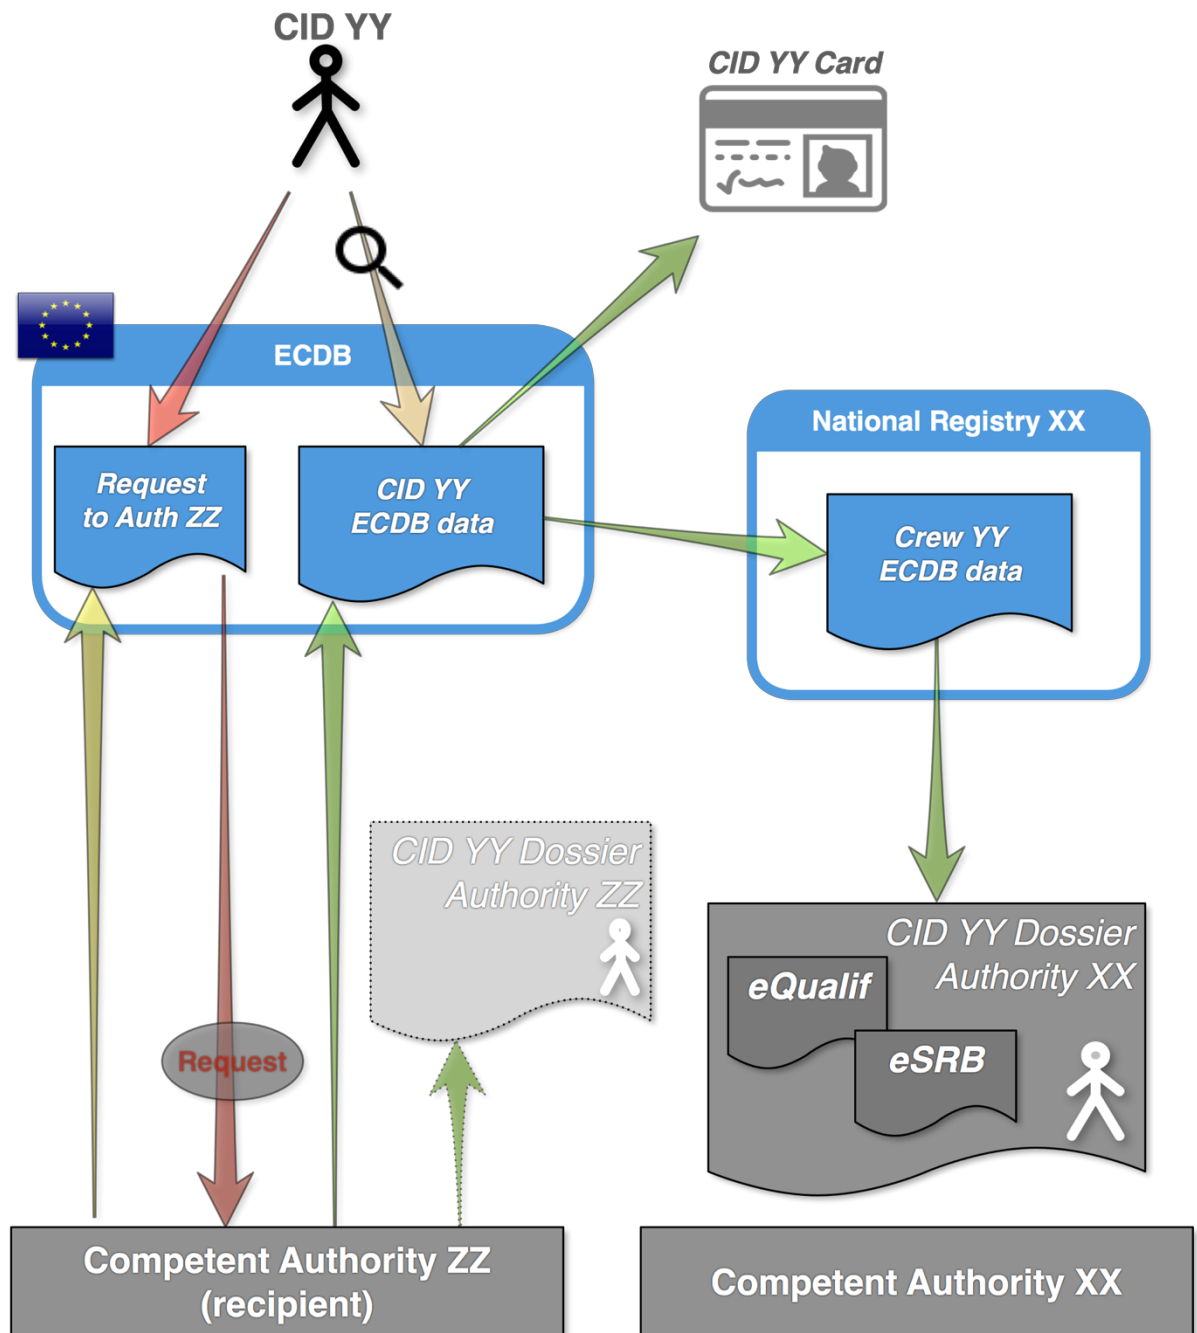 CID YY
CID YY Card
ECDB
National Registry XX
Request
to Auth ZZ
CID YY
ECDB data
Crew YY
ECDB data
CID YY Dossier
Authority ZZ
CID YY Dossier
Authority XX
eQualif
eSRB
Request
Competent Authority ZZ
(recipient)
Competent Authority XX